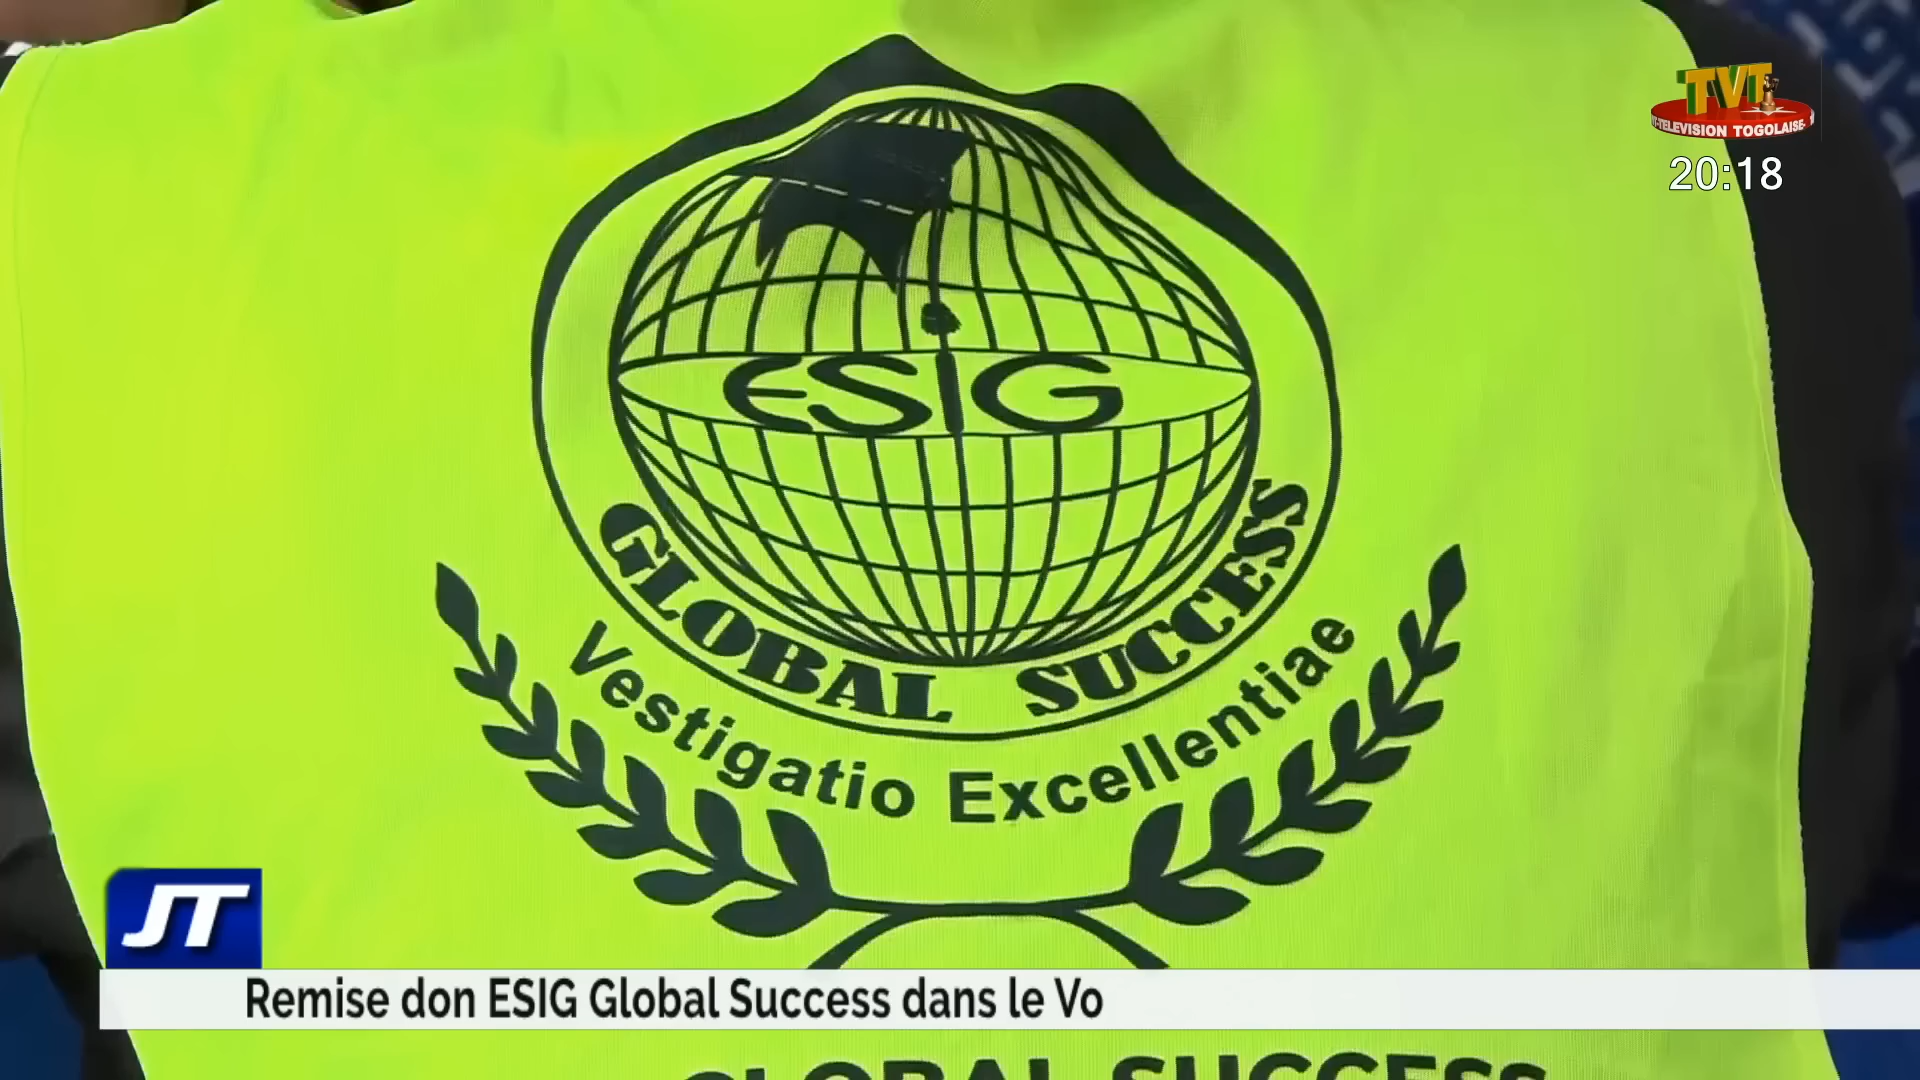 TVT
TELEVISION TOGOLAISE
20:18
ESIG
GLOBAL SUCCESS
Vestigatio Excellentiae
JT
Remise don ESIG Global Success dans le Vo
GLOBAL SUCCESS